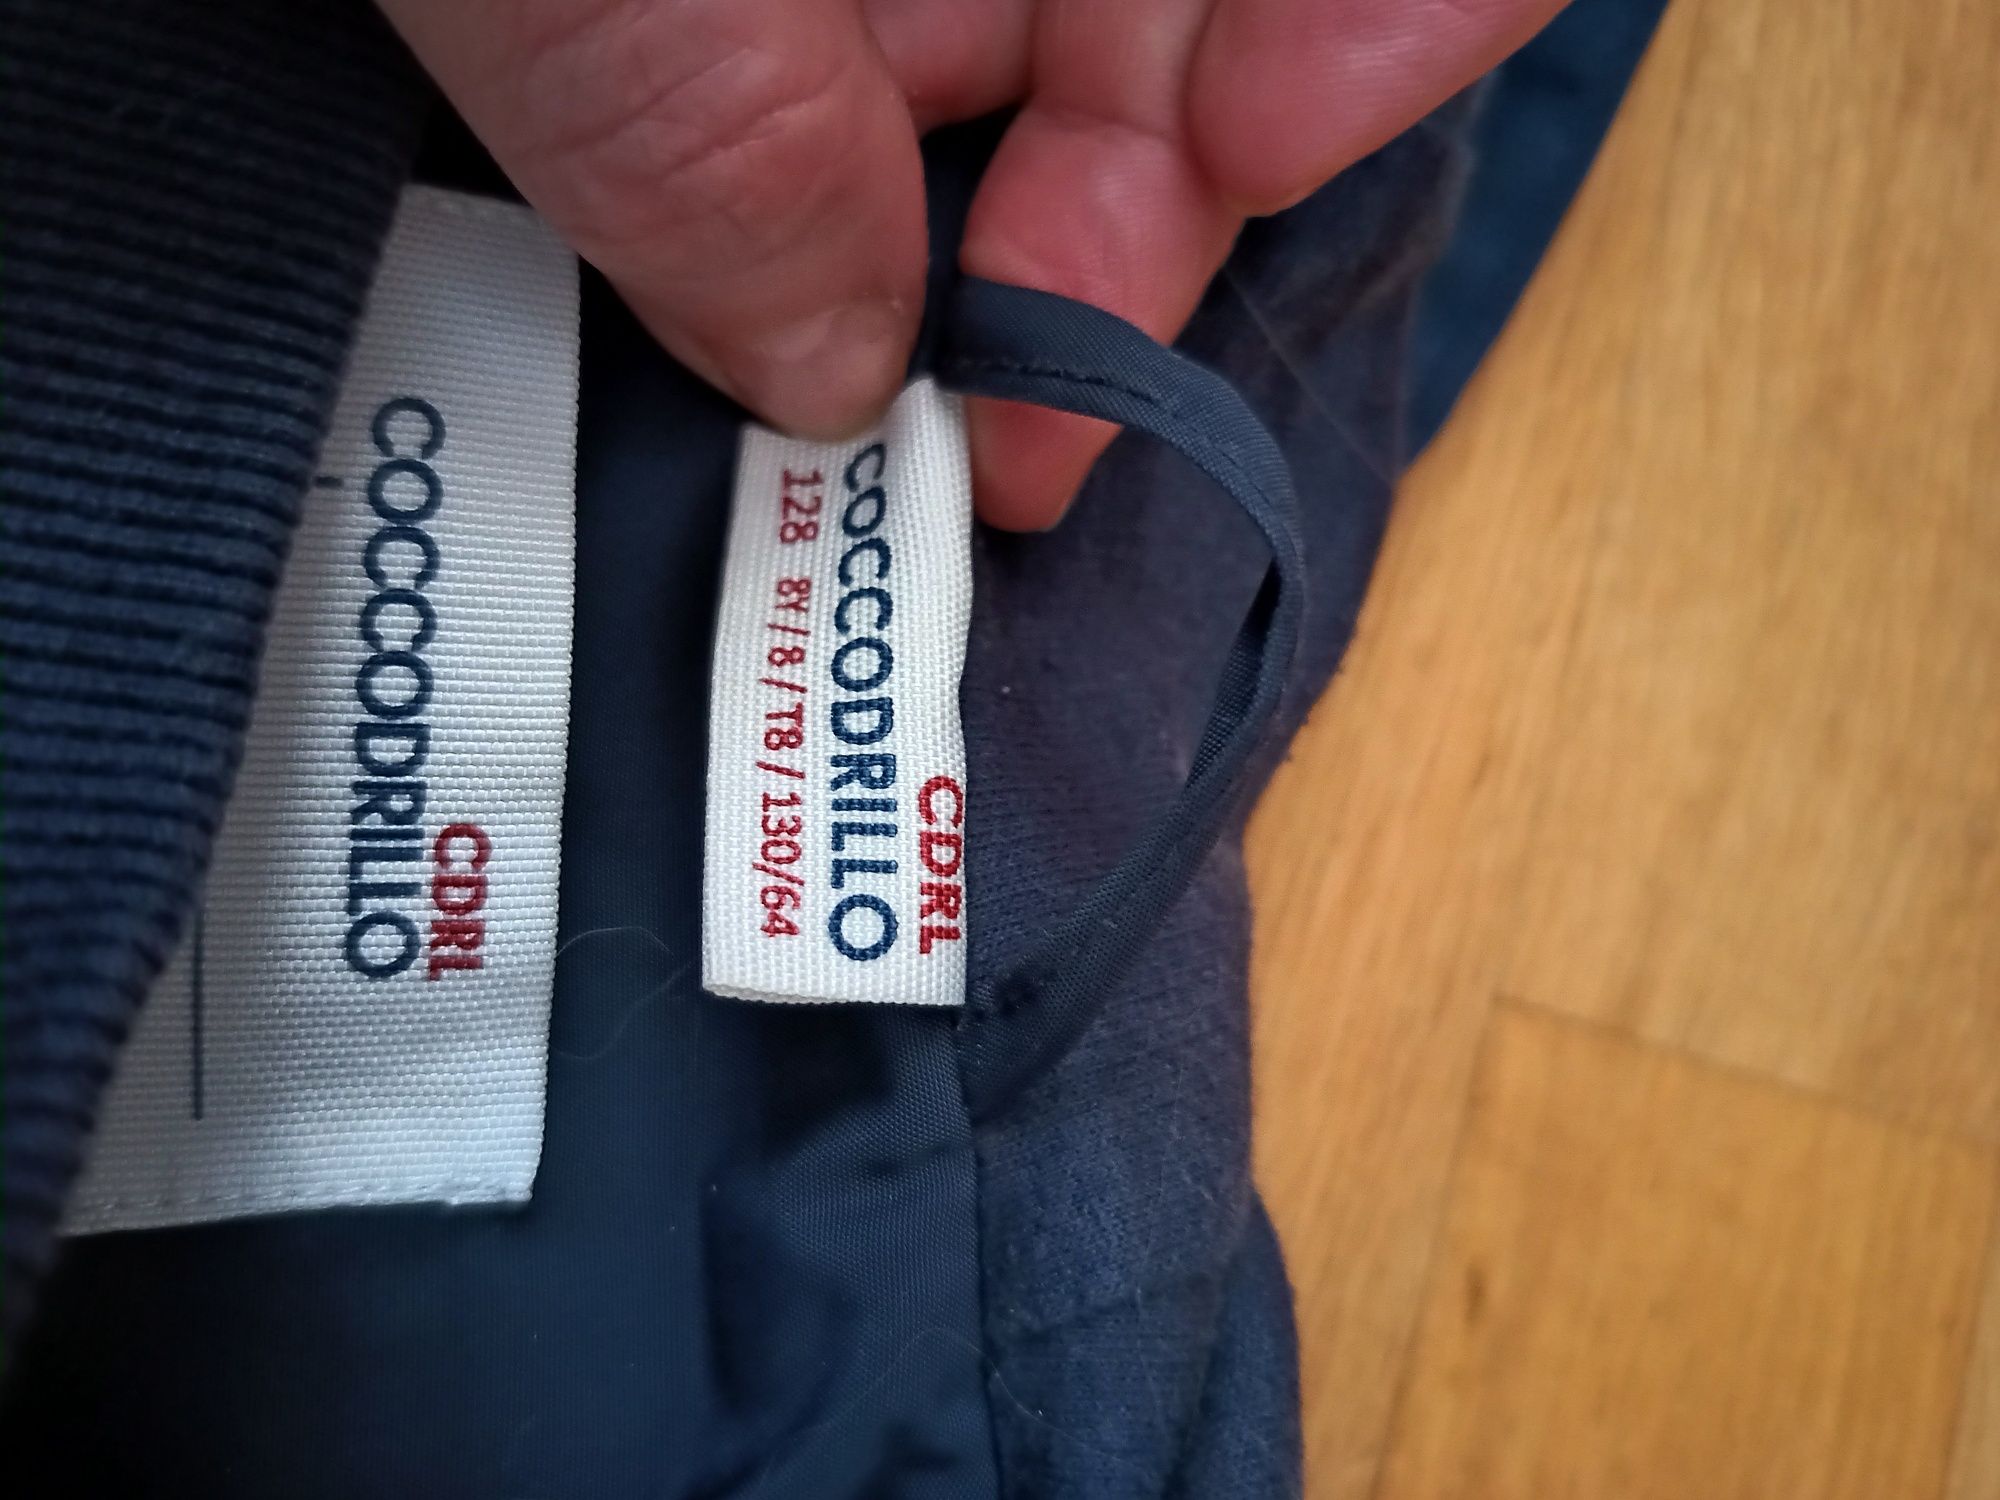 CDRL
COCCODRILLO
CDRL
COCCODRILLO
128 8Y / 8 / T8 / 130/64